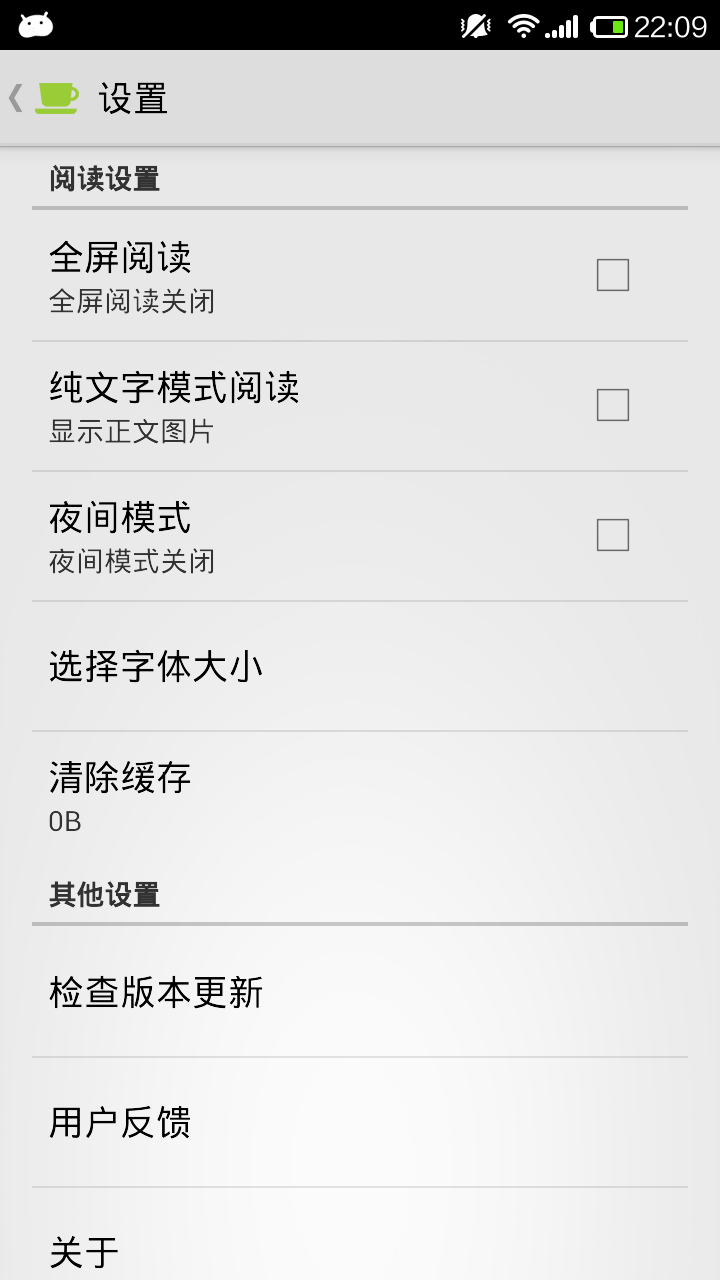 22:09
设置
阅读设置
全屏阅读
全屏阅读关闭
纯文字模式阅读
显示正文图片
夜间模式
夜间模式关闭
选择字体大小
清除缓存
0B
其他设置
检查版本更新
用户反馈
关于